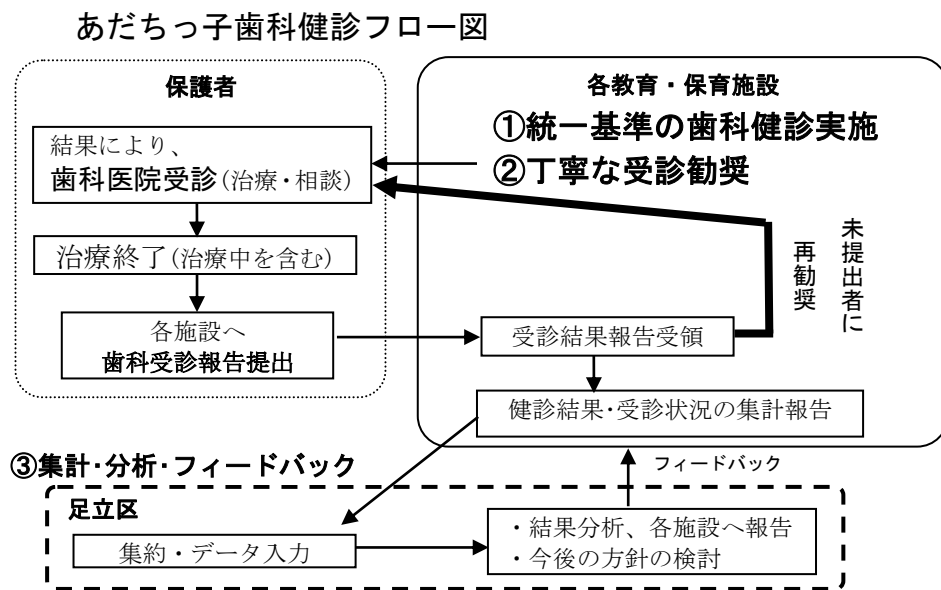 あだちっ子歯科健診フロー図
保護者
結果により、
歯科医院受診(治療・相談)
治療終了(治療中を含む)
各施設へ
歯科受診報告提出
各教育・保育施設
①統一基準の歯科健診実施
②丁寧な受診勧奨
未提出者に
再勧奨
受診結果報告受領
健診結果・受診状況の集計報告
③集計・分析・フィードバック
フィードバック
足立区
集約・データ入力
・結果分析、各施設へ報告
・今後の方針の検討